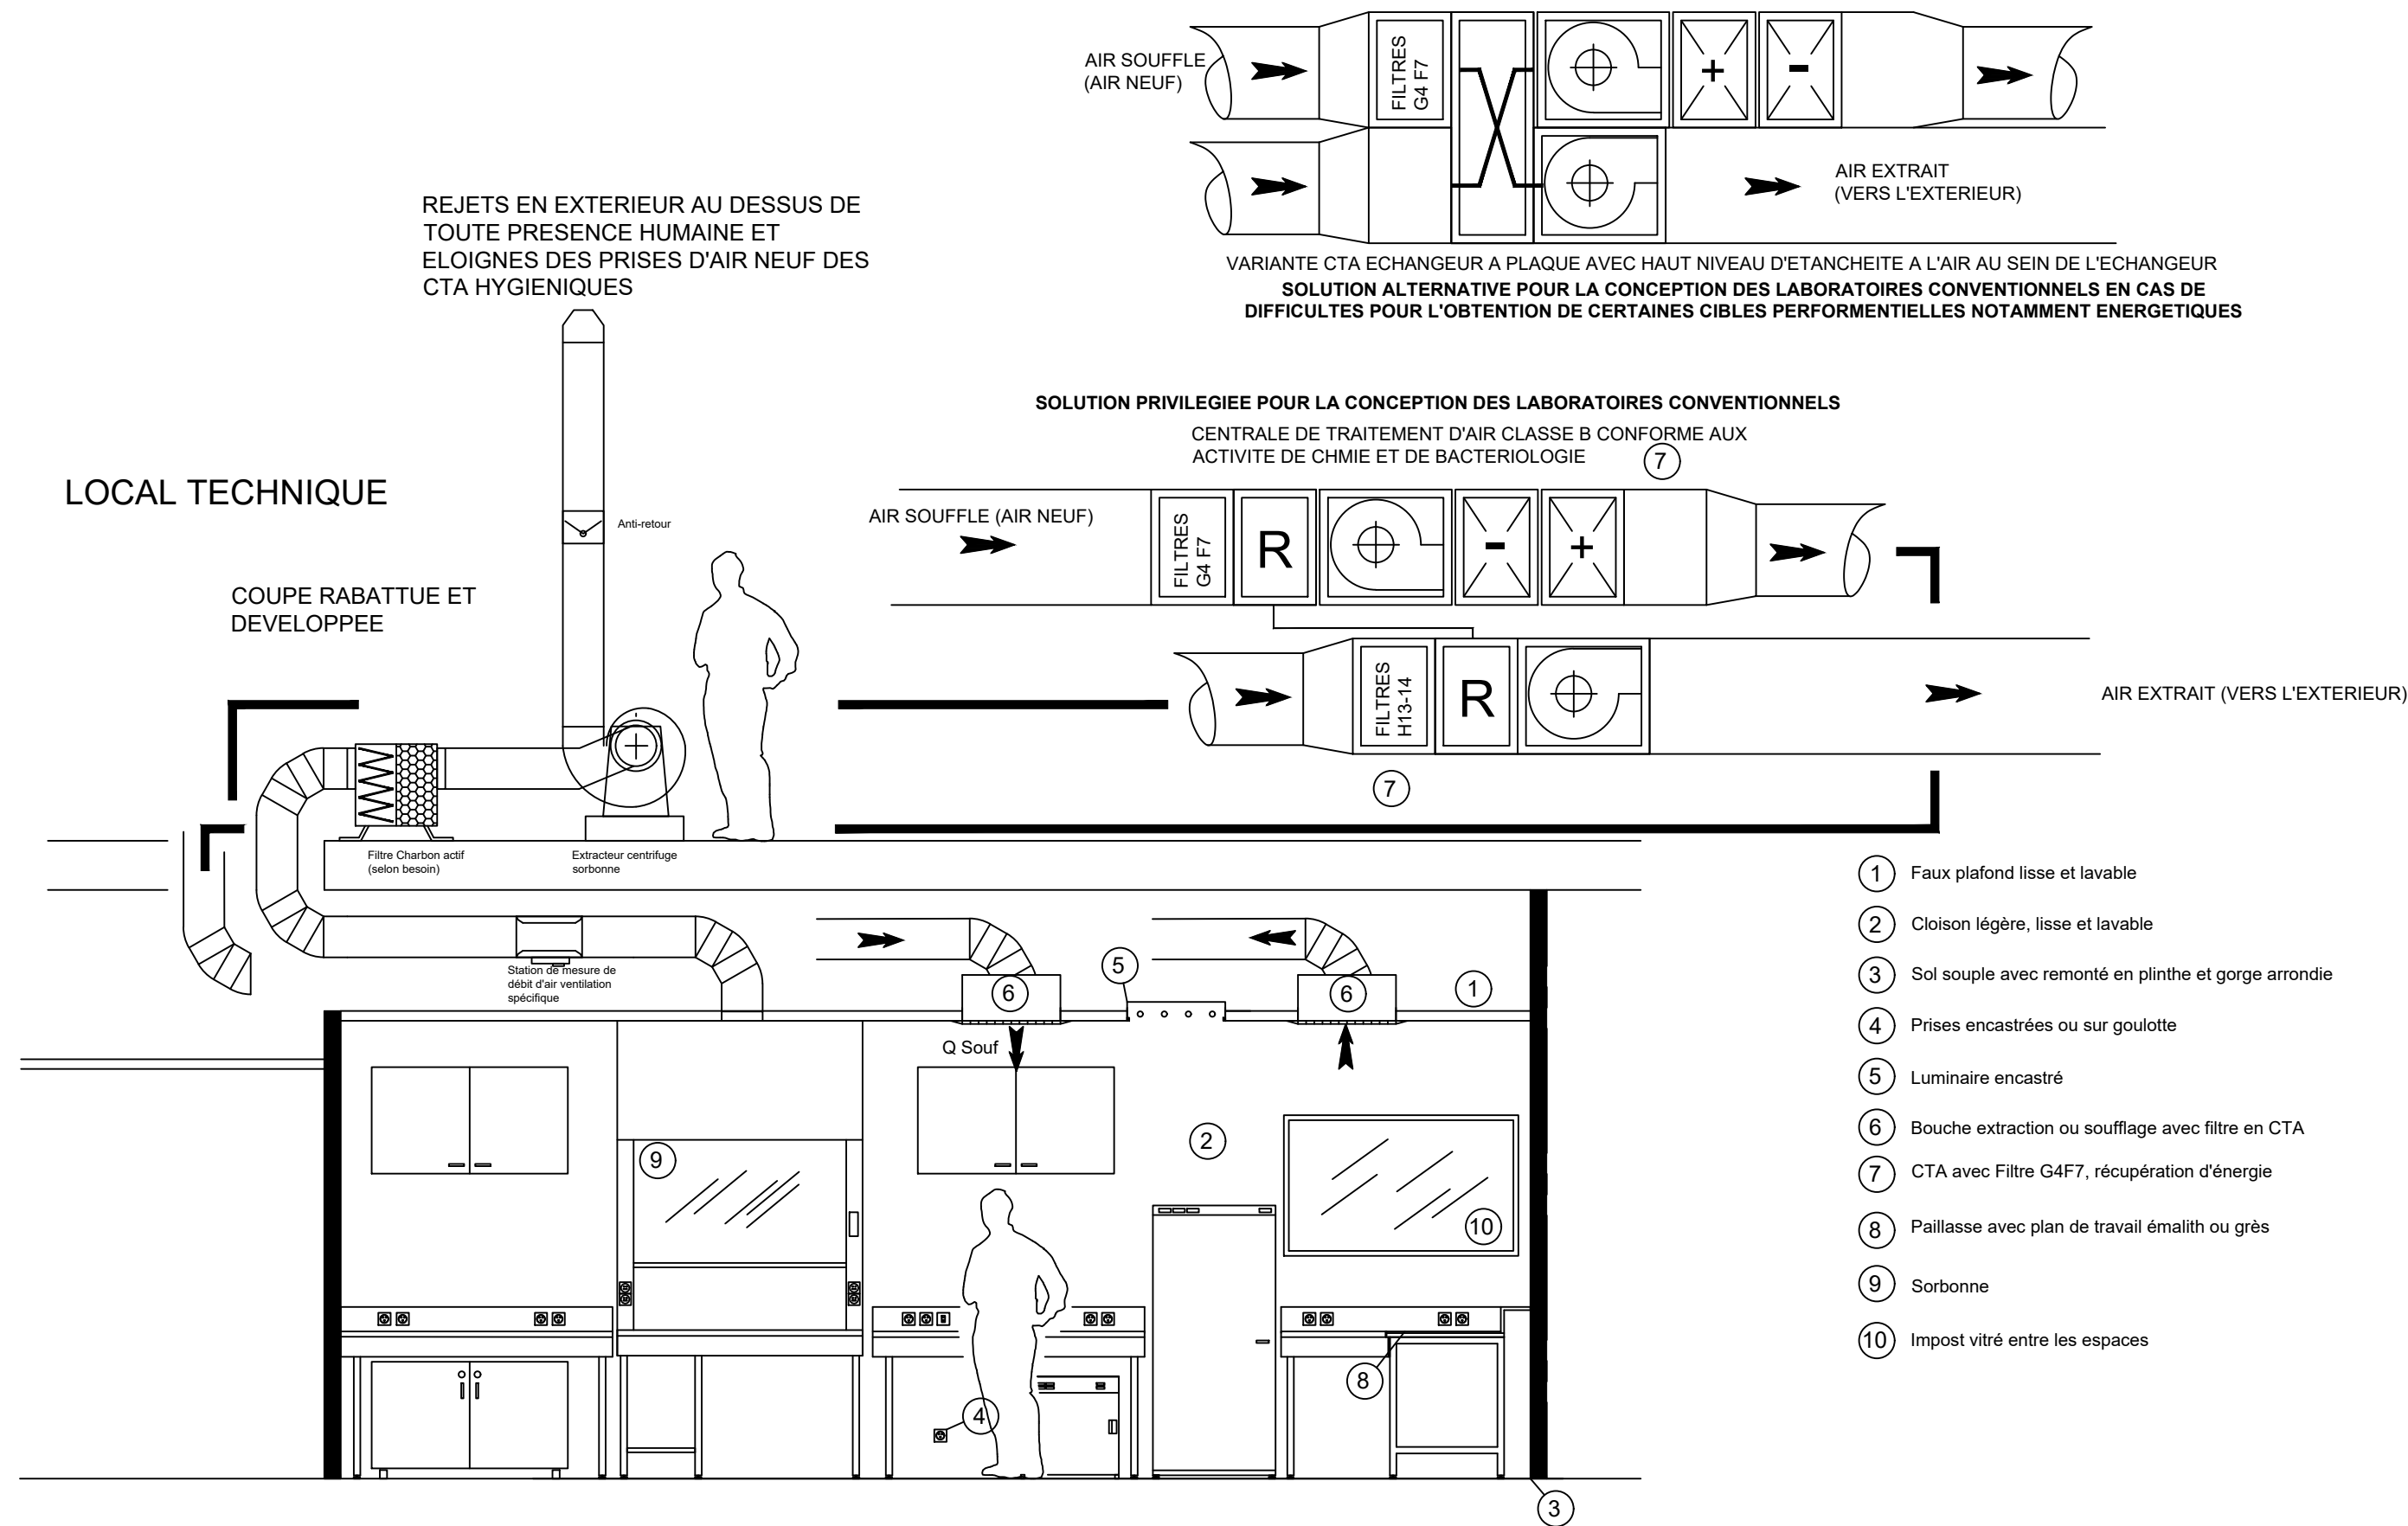 AIR SOUFFLE
(AIR NEUF)
FILTRES
G4 F7
+
-
AIR EXTRAIT
(VERS L'EXTERIEUR)
VARIANTE CTA ECHANGEUR A PLAQUE AVEC HAUT NIVEAU D'ETANCHEITE A L'AIR AU SEIN DE L'ECHANGEUR
SOLUTION ALTERNATIVE POUR LA CONCEPTION DES LABORATOIRES CONVENTIONNELS EN CAS DE
DIFFICULTES POUR L'OBTENTION DE CERTAINES CIBLES PERFORMENTIELLES NOTAMMENT ENERGETIQUES
REJETS EN EXTERIEUR AU DESSUS DE
TOUTE PRESENCE HUMAINE ET
ELOIGNES DES PRISES D'AIR NEUF DES
CTA HYGIENIQUES
SOLUTION PRIVILEGIEE POUR LA CONCEPTION DES LABORATOIRES CONVENTIONNELS
CENTRALE DE TRAITEMENT D'AIR CLASSE B CONFORME AUX
ACTIVITE DE CHMIE ET DE BACTERIOLOGIE
7
LOCAL TECHNIQUE
Anti-retour
AIR SOUFFLE (AIR NEUF)
FILTRES
G4 F7
R
-
+
COUPE RABATTUE ET
DEVELOPPEE
FILTRES
H13-14
R
AIR EXTRAIT (VERS L'EXTERIEUR)
7
Filtre Charbon actif
(selon besoin)
Extracteur centrifuge
sorbonne
Station de mesure de
débit d'air ventilation
spécifique
6
5
6
1
Q Souf
9
2
10
8
4
3
1 Faux plafond lisse et lavable
2 Cloison légère, lisse et lavable
3 Sol souple avec remonté en plinthe et gorge arrondie
4 Prises encastrées ou sur goulotte
5 Luminaire encastré
6 Bouche extraction ou soufflage avec filtre en CTA
7 CTA avec Filtre G4F7, récupération d'énergie
8 Paillasse avec plan de travail émalith ou grès
9 Sorbonne
10 Impost vitré entre les espaces